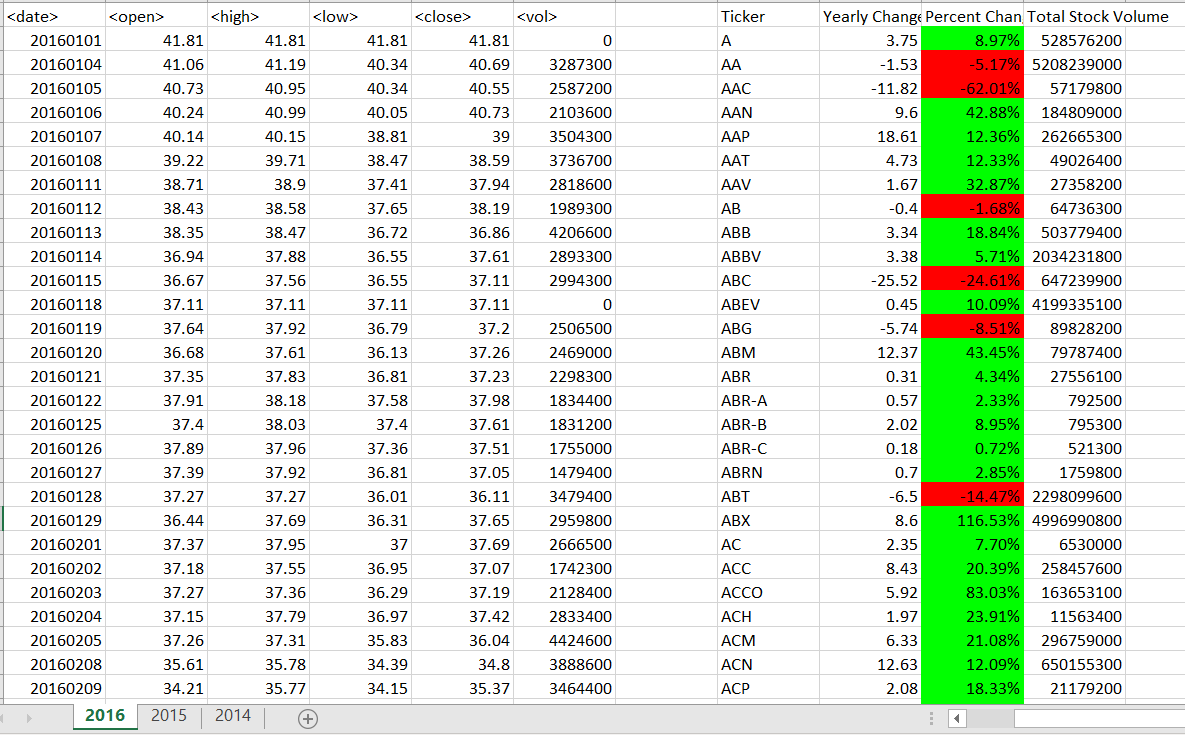 <date> <open> <high> <low> <close> <vol> Ticker Yearly Change Percent Chan Total Stock Volume
20160101 41.81 41.81 41.81 41.81 0 A 3.75 8.97% 528576200
20160104 41.06 41.19 40.34 40.69 3287300 AA -1.53 -5.17% 5208239000
20160105 40.73 40.95 40.34 40.55 2587200 AAC -11.82 -62.01% 57179800
20160106 40.24 40.99 40.05 40.73 2103600 AAN 9.6 42.88% 184809000
20160107 40.14 40.15 38.81 39 3504300 AAP 18.61 12.36% 262665300
20160108 39.22 39.71 38.47 38.59 3736700 AAT 4.73 12.33% 49026400
20160111 38.71 38.9 37.41 37.94 2818600 AAV 1.67 32.87% 27358200
20160112 38.43 38.58 37.65 38.19 1989300 AB -0.4 -1.68% 64736300
20160113 38.35 38.47 36.72 36.86 4206600 ABB 3.34 18.84% 503779400
20160114 36.94 37.88 36.55 37.61 2893300 ABBV 3.38 5.71% 2034231800
20160115 36.67 37.56 36.55 37.11 2994300 ABC -25.52 -24.61% 647239900
20160118 37.11 37.11 37.11 37.11 0 ABEV 0.45 10.09% 4199335100
20160119 37.64 37.92 36.79 37.2 2506500 ABG -5.74 -8.51% 89828200
20160120 36.68 37.61 36.13 37.26 2469000 ABM 12.37 43.45% 79787400
20160121 37.35 37.83 36.81 37.23 2298300 ABR 0.31 4.34% 27556100
20160122 37.91 38.18 37.58 37.98 1834400 ABR-A 0.57 2.33% 792500
20160125 37.4 38.03 37.4 37.61 1831200 ABR-B 2.02 8.95% 795300
20160126 37.89 37.96 37.36 37.51 1755000 ABR-C 0.18 0.72% 521300
20160127 37.39 37.92 36.81 37.05 1479400 ABRN 0.7 2.85% 1759800
20160128 37.27 37.27 36.01 36.11 3479400 ABT -6.5 -14.47% 2298099600
20160129 36.44 37.69 36.31 37.65 2959800 ABX 8.6 116.53% 4996990800
20160201 37.37 37.95 37 37.69 2666500 AC 2.35 7.70% 6530000
20160202 37.18 37.55 36.95 37.07 1742300 ACC 8.43 20.39% 258457600
20160203 37.27 37.36 36.29 37.19 2128400 ACCO 5.92 83.03% 163653100
20160204 37.15 37.79 36.97 37.42 2833400 ACH 1.97 23.91% 11563400
20160205 37.26 37.31 35.83 36.04 4424600 ACM 6.33 21.08% 296759000
20160208 35.61 35.78 34.39 34.8 3888600 ACN 12.63 12.09% 650155300
20160209 34.21 35.77 34.15 35.37 3464400 ACP 2.08 18.33% 21179200
2016 2015 2014